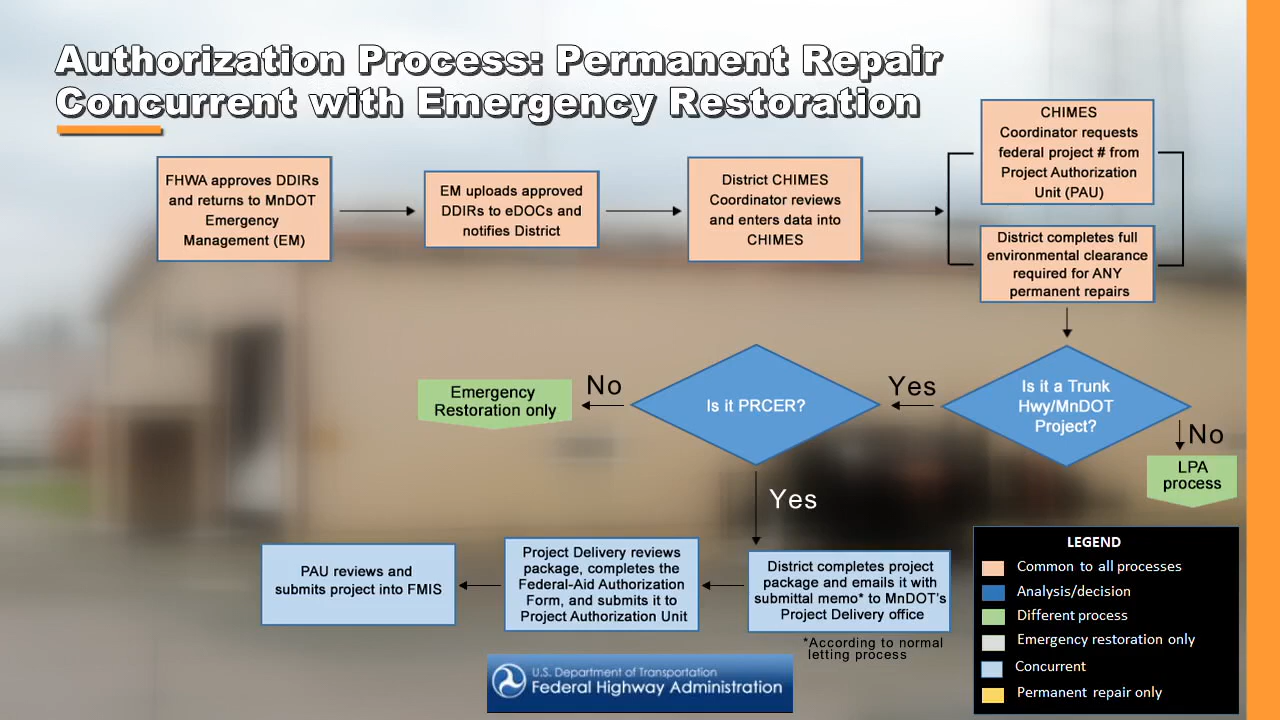 Authorization Process: Permanent Repair
Concurrent with Emergency Restoration
FHWA approves DDIRs
and returns to MnDOT
Emergency
Management (EM)
EM uploads approved
DDIRs to eDOCs and
notifies District
District CHIMES
Coordinator reviews
and enters data into
CHIMES
CHIMES
Coordinator requests
federal project # from
Project Authorization
Unit (PAU)
District completes full
environmental clearance
required for ANY
permanent repairs
Is it a Trunk
Hwy/MnDOT
Project?
No
LPA
process
Yes
Is it PRCER?
No
Emergency
Restoration only
Yes
District completes project
package and emails it with
submittal memo* to MnDOT's
Project Delivery office
*According to normal
letting process
Project Delivery reviews
package, completes the
Federal-Aid Authorization
Form, and submits it to
Project Authorization Unit
PAU reviews and
submits project into FMIS
LEGEND
Common to all processes
Analysis/decision
Different process
Emergency restoration only
Concurrent
Permanent repair only
U.S. Department of Transportation
Federal Highway Administration